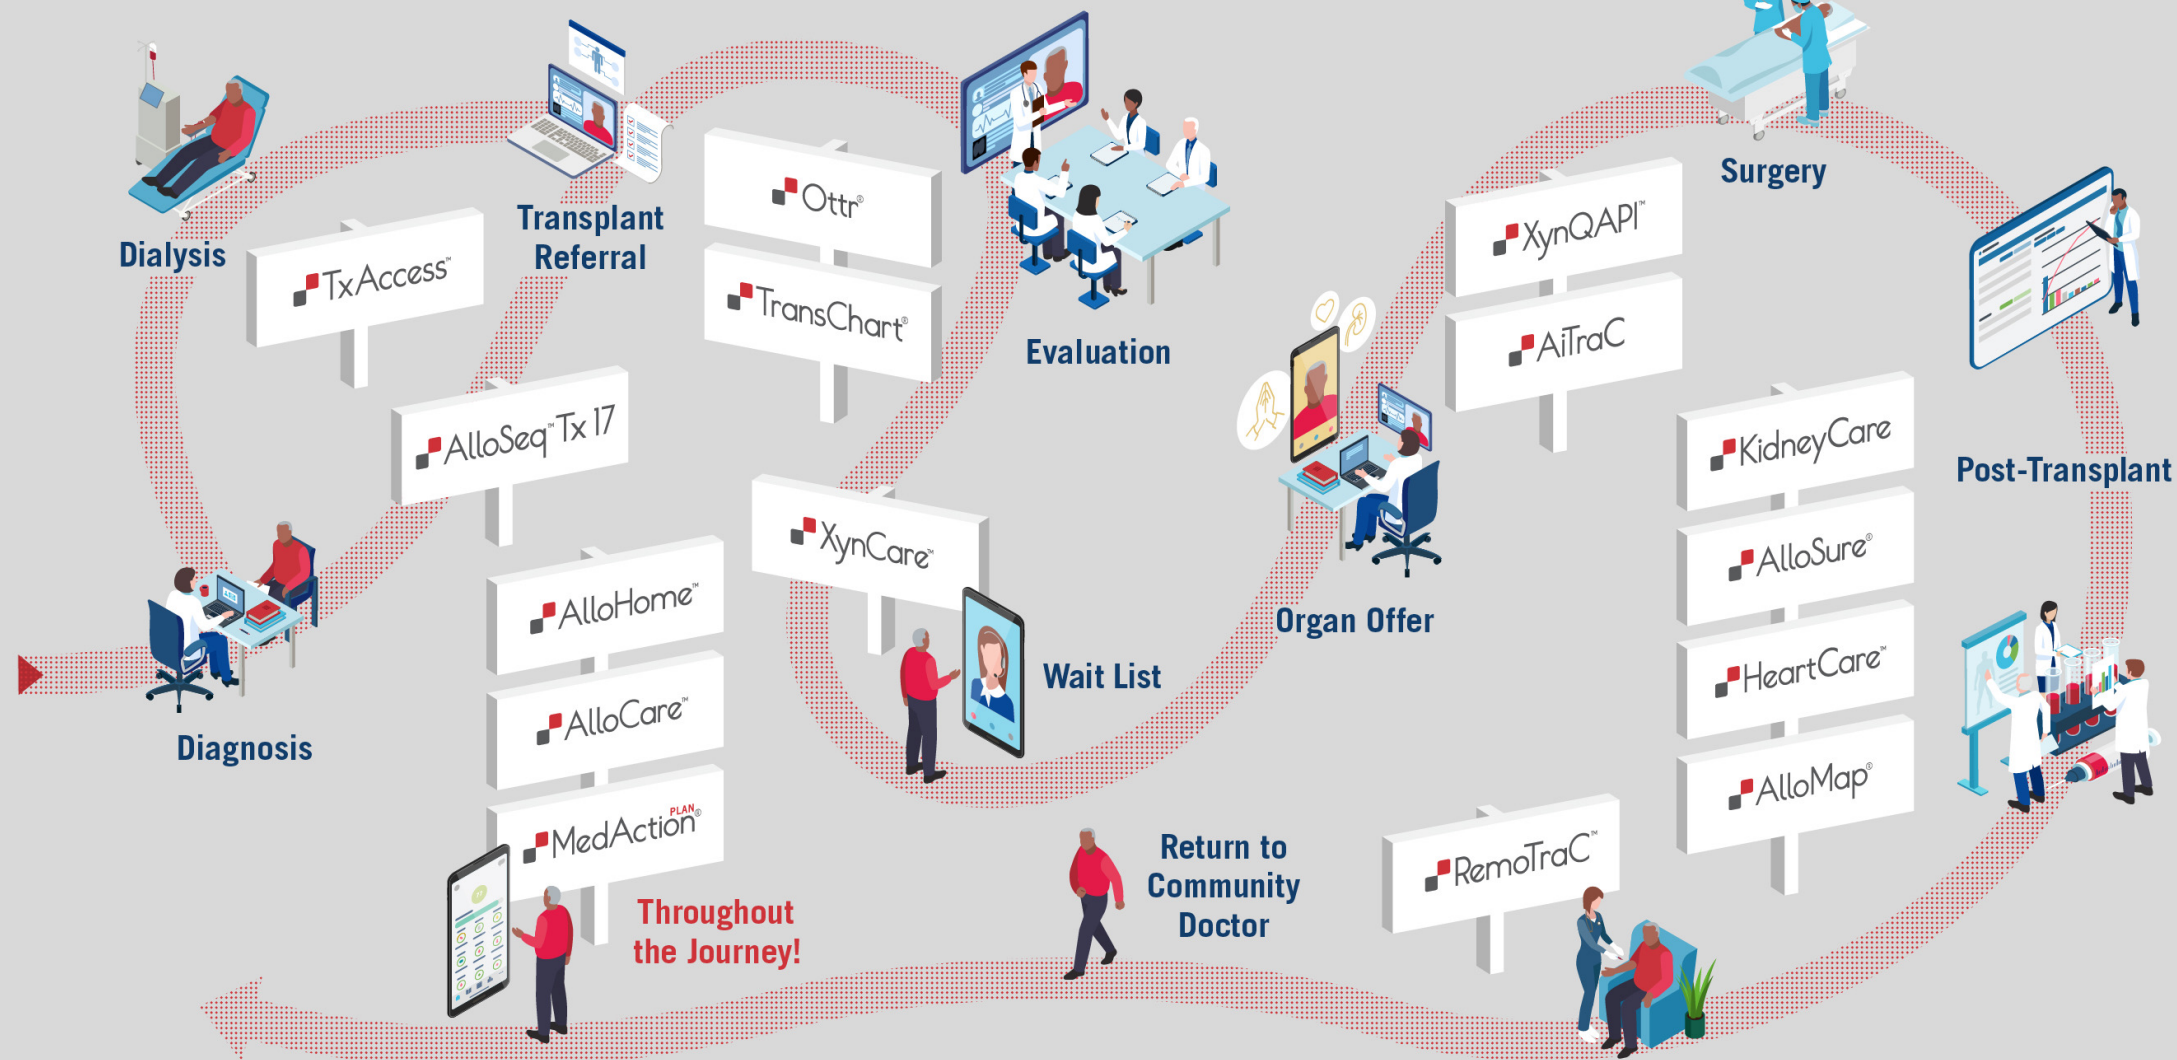 Dialysis
TxAccess™
Transplant
Referral
AlloSeq™ Tx 17
Diagnosis
Ottr®
TransChart®
Evaluation
XynCare™
Wait List
Organ Offer
XynQAPI™
AiTraC
Surgery
Post-Transplant
KidneyCare
AlloSure®
HeartCare™
AlloMap®
RemoTraC™
Return to
Community
Doctor
AlloHome™
AlloCare™
MedAction PLAN®
Throughout
the Journey!